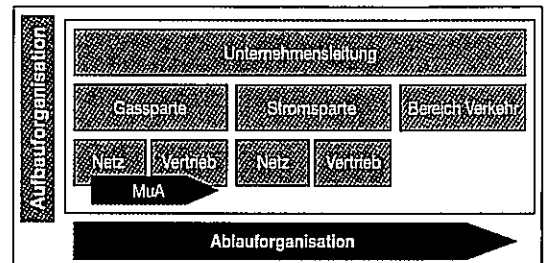 Aufbauorganisation
Unternehmensleitung
Gassparte Stromsparte Bereich Verkehr
Netz Vertrieb Netz Vertrieb
MuA
Ablauforganisation